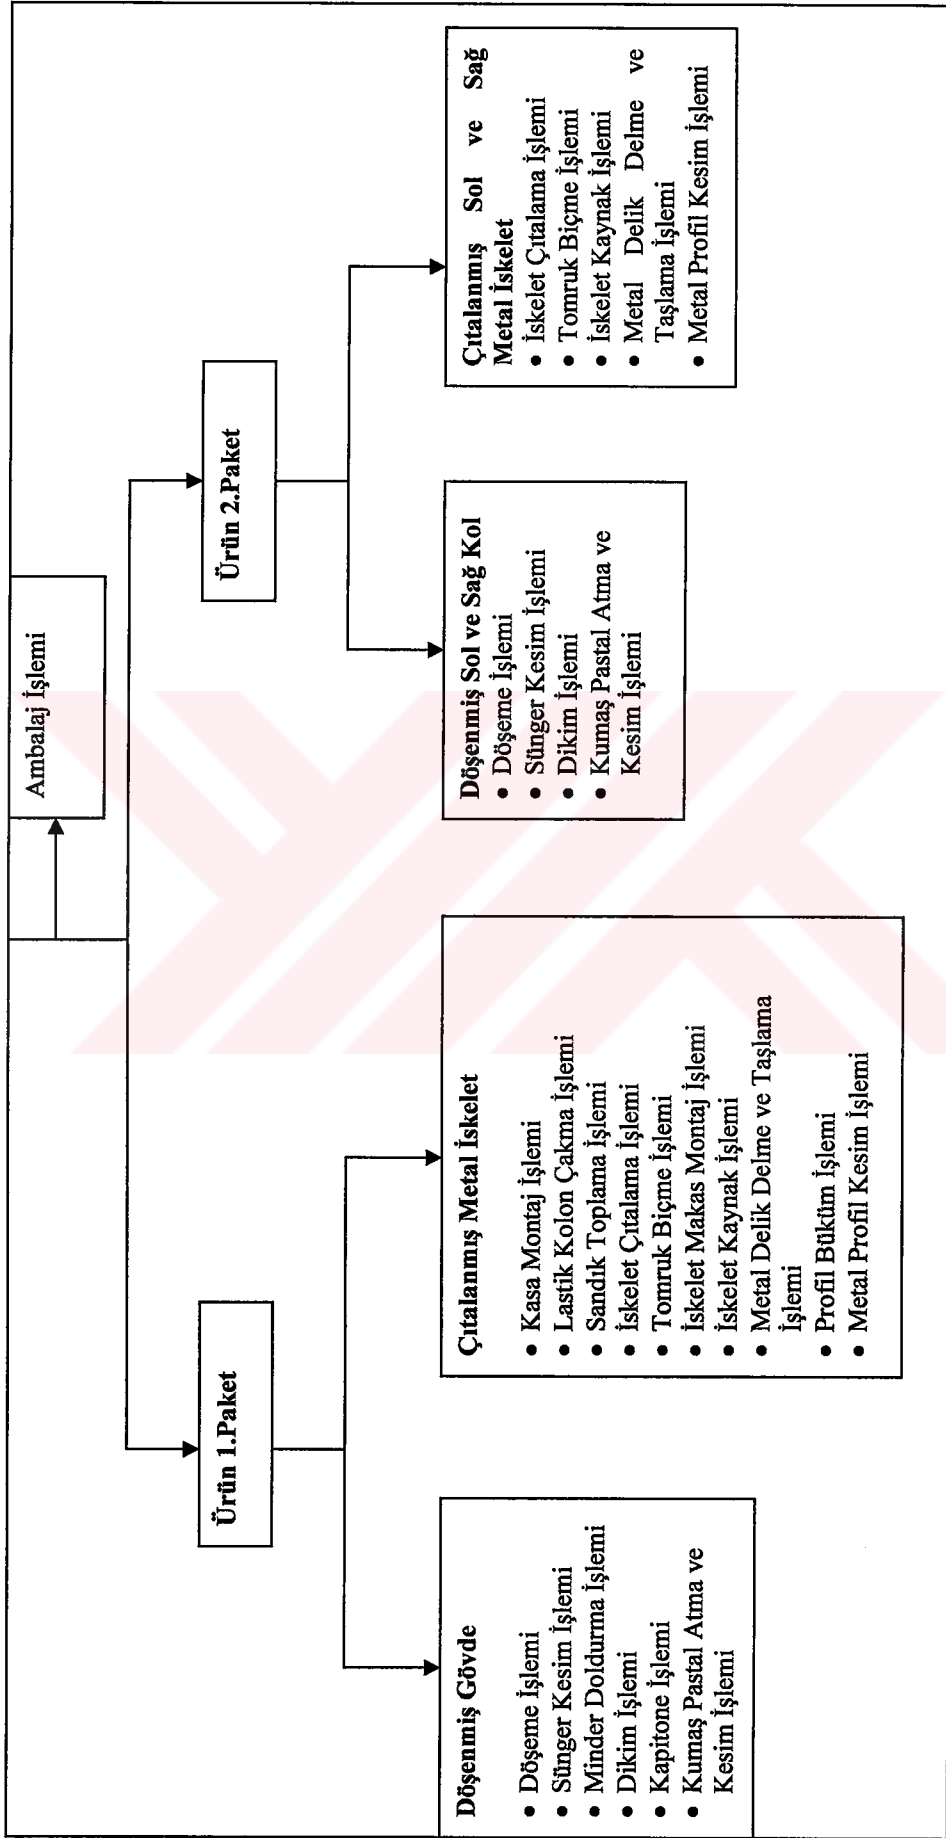 Ambalaj İşlemi
Ürün 1.Paket
Ürün 2.Paket
Döşenmiş Gövde
• Döşeme İşlemi
• Sünger Kesim İşlemi
• Minder Doldurma İşlemi
• Dikim İşlemi
• Kapitone İşlemi
• Kumaş Pastal Atma ve
Kesim İşlemi
Çıtalanmış Metal İskelet
• Kasa Montaj İşlemi
• Lastik Kolon Çakma İşlemi
• Sandık Toplama İşlemi
• İskelet Çıtalama İşlemi
• Tomruk Biçme İşlemi
• İskelet Makas Montaj İşlemi
• İskelet Kaynak İşlemi
• Metal Delik Delme ve Taşlama
İşlemi
• Profil Büküm İşlemi
• Metal Profil Kesim İşlemi
Döşenmiş Sol ve Sağ Kol
• Döşeme İşlemi
• Sünger Kesim İşlemi
• Dikim İşlemi
• Kumaş Pastal Atma ve
Kesim İşlemi
Çıtalanmış Sol ve Sağ
Metal İskelet
• İskelet Çıtalama İşlemi
• Tomruk Biçme İşlemi
• İskelet Kaynak İşlemi
• Metal Delik Delme ve
Taşlama İşlemi
• Metal Profil Kesim İşlemi